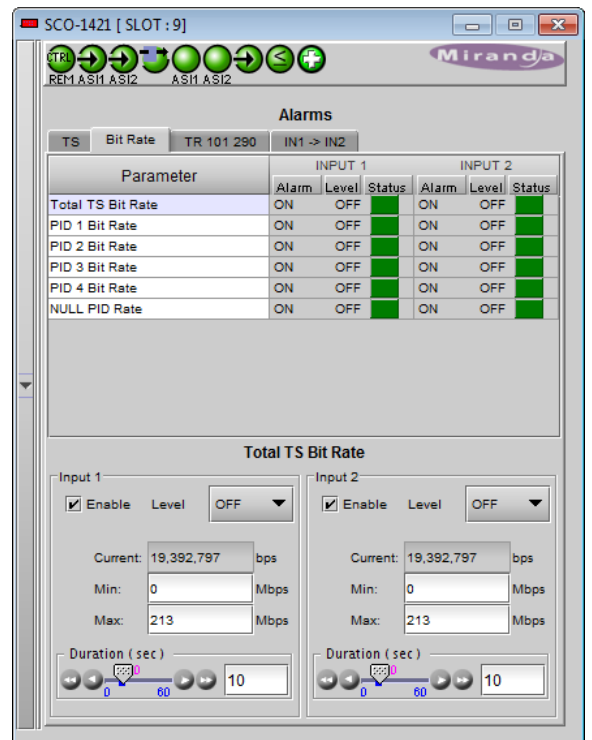 SCO-1421 [ SLOT : 9]
CTRL
REM ASI1 ASI2 ASI1 ASI2
Miranda
Alarms
TS Bit Rate TR 101 290 IN1 -> IN2
Parameter INPUT 1 INPUT 2
Alarm Level Status Alarm Level Status
Total TS Bit Rate ON OFF ON OFF
PID 1 Bit Rate ON OFF ON OFF
PID 2 Bit Rate ON OFF ON OFF
PID 3 Bit Rate ON OFF ON OFF
PID 4 Bit Rate ON OFF ON OFF
NULL PID Rate ON OFF ON OFF
Total TS Bit Rate
Input 1 Input 2
Enable Level OFF Enable Level OFF
Current: 19,392,797 bps Current: 19,392,797 bps
Min: 0 Mbps Min: 0 Mbps
Max: 213 Mbps Max: 213 Mbps
Duration ( sec ) Duration ( sec )
0 60 10 0 60 10